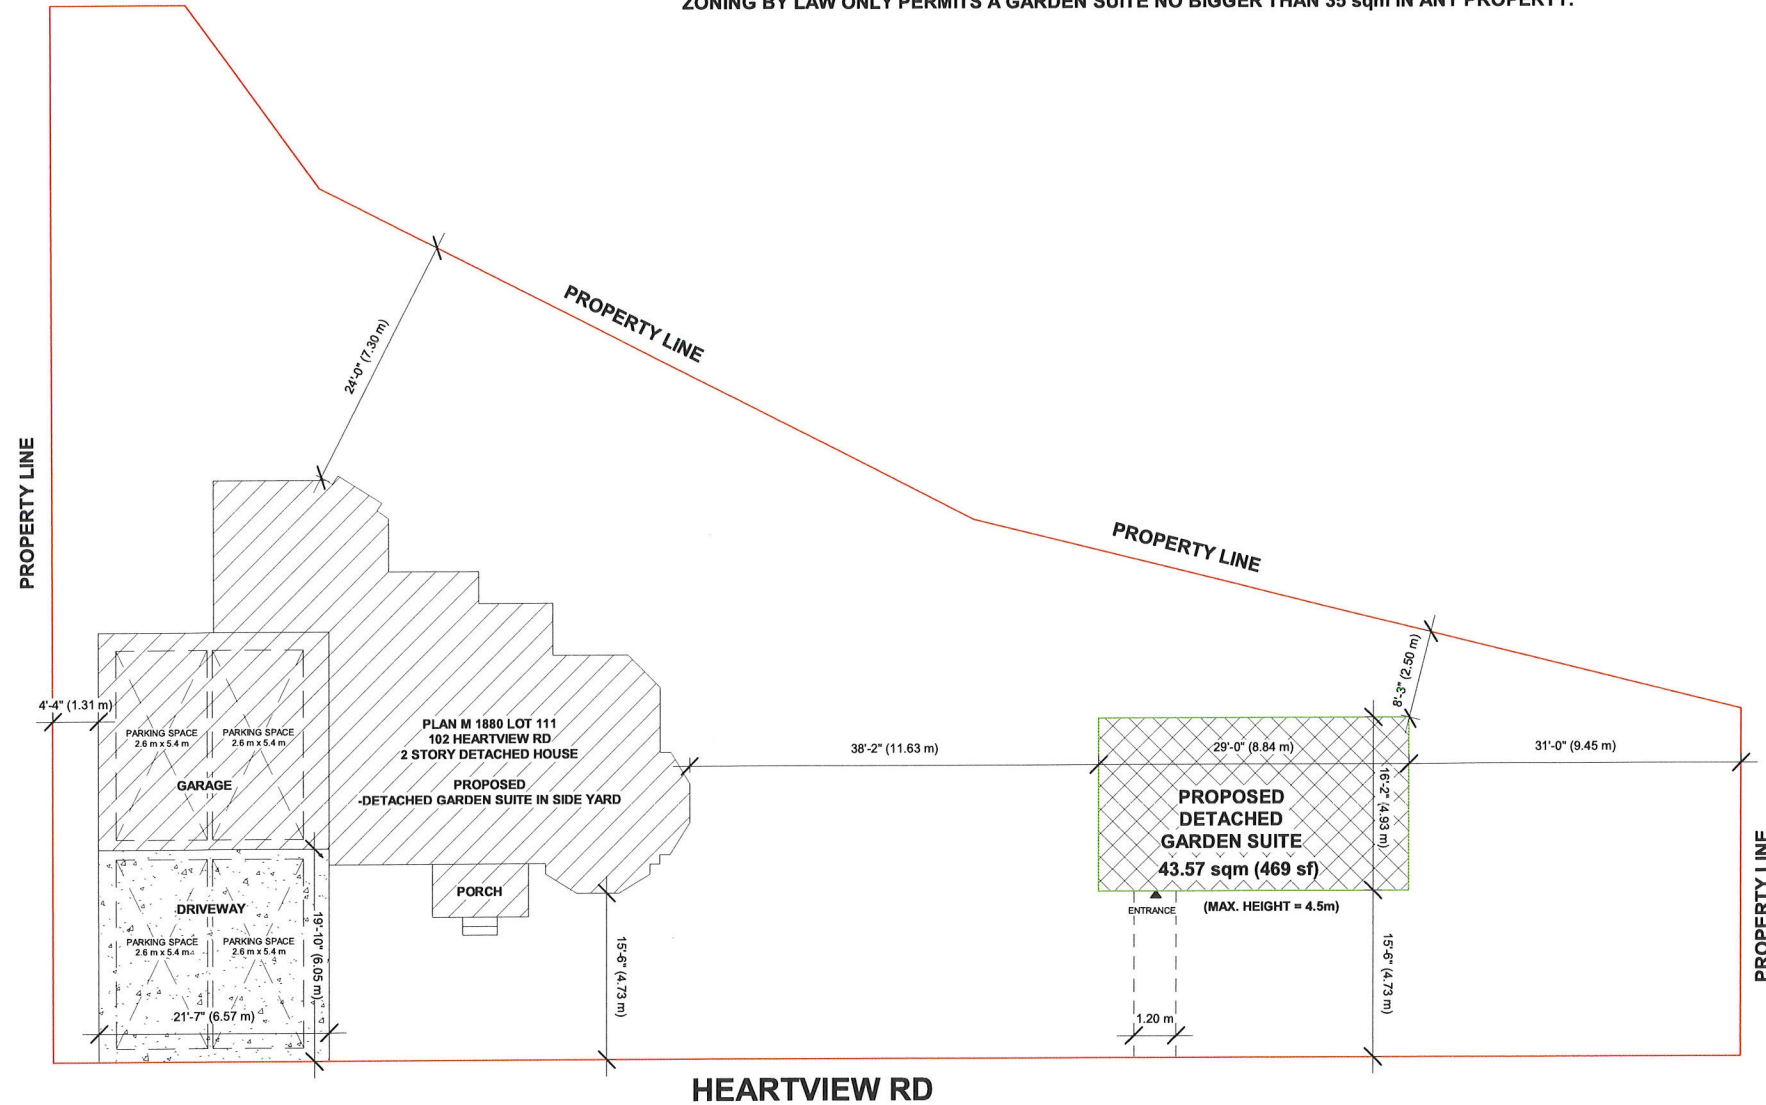 ZONING BY LAW ONLY PERMITS A GARDEN SUITE NO BIGGER THAN 35 sqm IN ANY PROPERTY.
PROPERTY LINE
24'-0" (7.30 m)
PROPERTY LINE
PROPERTY LINE
8'-3" (2.50 m)
4'-4" (1.31 m)
PARKING SPACE
2.6 m x 5.4 m
PARKING SPACE
2.6 m x 5.4 m
GARAGE
PLAN M 1880 LOT 111
102 HEARTVIEW RD
2 STORY DETACHED HOUSE
PROPOSED
-DETACHED GARDEN SUITE IN SIDE YARD
38'-2" (11.63 m)
29'-0" (8.84 m)
31'-0" (9.45 m)
16'-2" (4.93 m)
PROPOSED
DETACHED
GARDEN SUITE
43.57 sqm (469 sf)
PORCH
ENTRANCE
(MAX. HEIGHT = 4.5m)
DRIVEWAY
PARKING SPACE
2.6 m x 5.4 m
PARKING SPACE
2.6 m x 5.4 m
19'-10" (6.05 m)
21'-7" (6.57 m)
15'-6" (4.73 m)
1.20 m
15'-6" (4.73 m)
PROPERTY LINE
HEARTVIEW RD